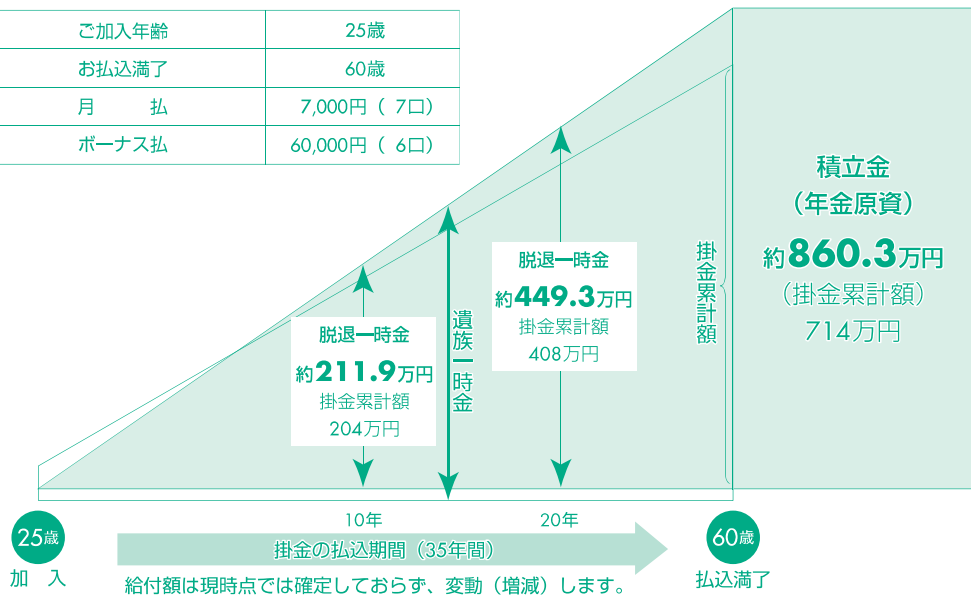 ご加入年齢 25歳
お払込満了 60歳
月 払 7,000円( 7口)
ボーナス払 60,000円( 6口)
積立金
(年金原資)
約860.3万円
(掛金累計額)
714万円
掛金累計額
脱退一時金
約449.3万円
掛金累計額
408万円
遺族一時金
脱退一時金
約211.9万円
掛金累計額
204万円
10年 20年
25歳
加 入
掛金の払込期間(35年間)
60歳
払込満了
給付額は現時点では確定しておらず、変動(増減)します。